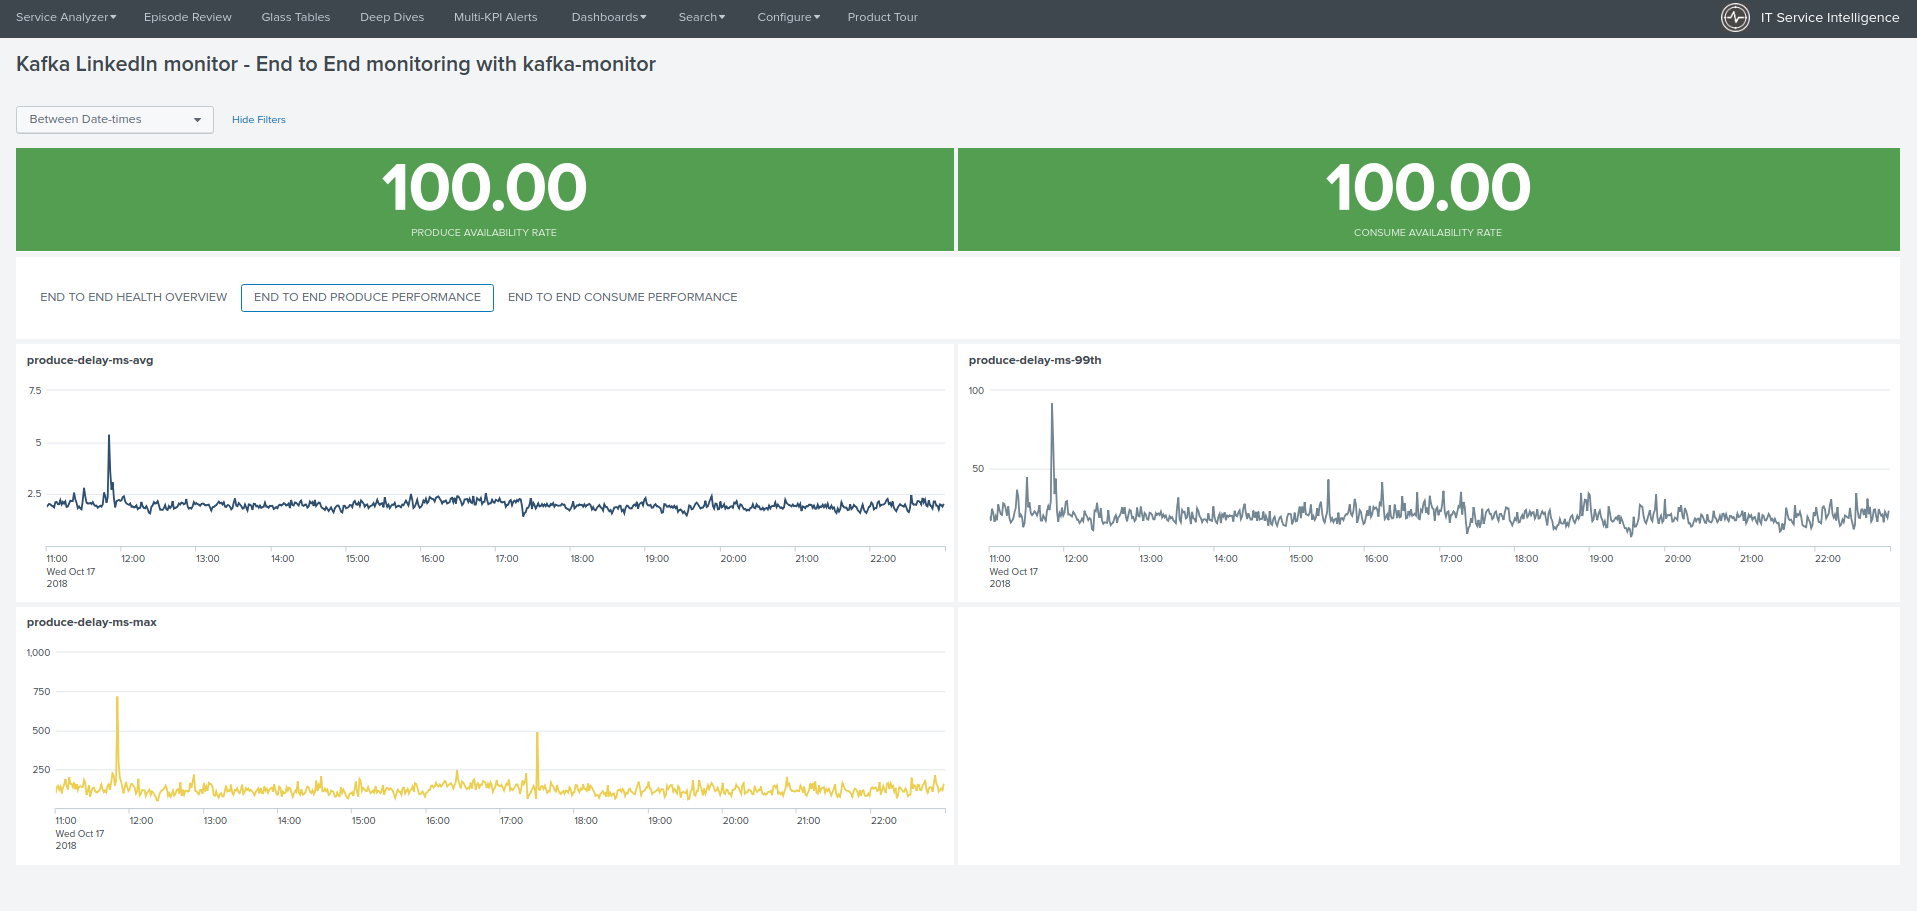 Service Analyzer Episode Review Glass Tables Deep Dives Multi-KPI Alerts Dashboards Search Configure Product Tour IT Service Intelligence
Kafka LinkedIn monitor - End to End monitoring with kafka-monitor
Between Date-times Hide Filters
100.00
PRODUCE AVAILABILITY RATE
100.00
CONSUME AVAILABILITY RATE
END TO END HEALTH OVERVIEW END TO END PRODUCE PERFORMANCE END TO END CONSUME PERFORMANCE
produce-delay-ms-avg
7.5
5
2.5
11:00 12:00 13:00 14:00 15:00 16:00 17:00 18:00 19:00 20:00 21:00 22:00
Wed Oct 17
2018
produce-delay-ms-99th
100
50
11:00 12:00 13:00 14:00 15:00 16:00 17:00 18:00 19:00 20:00 21:00 22:00
Wed Oct 17
2018
produce-delay-ms-max
1,000
750
500
250
11:00 12:00 13:00 14:00 15:00 16:00 17:00 18:00 19:00 20:00 21:00 22:00
Wed Oct 17
2018